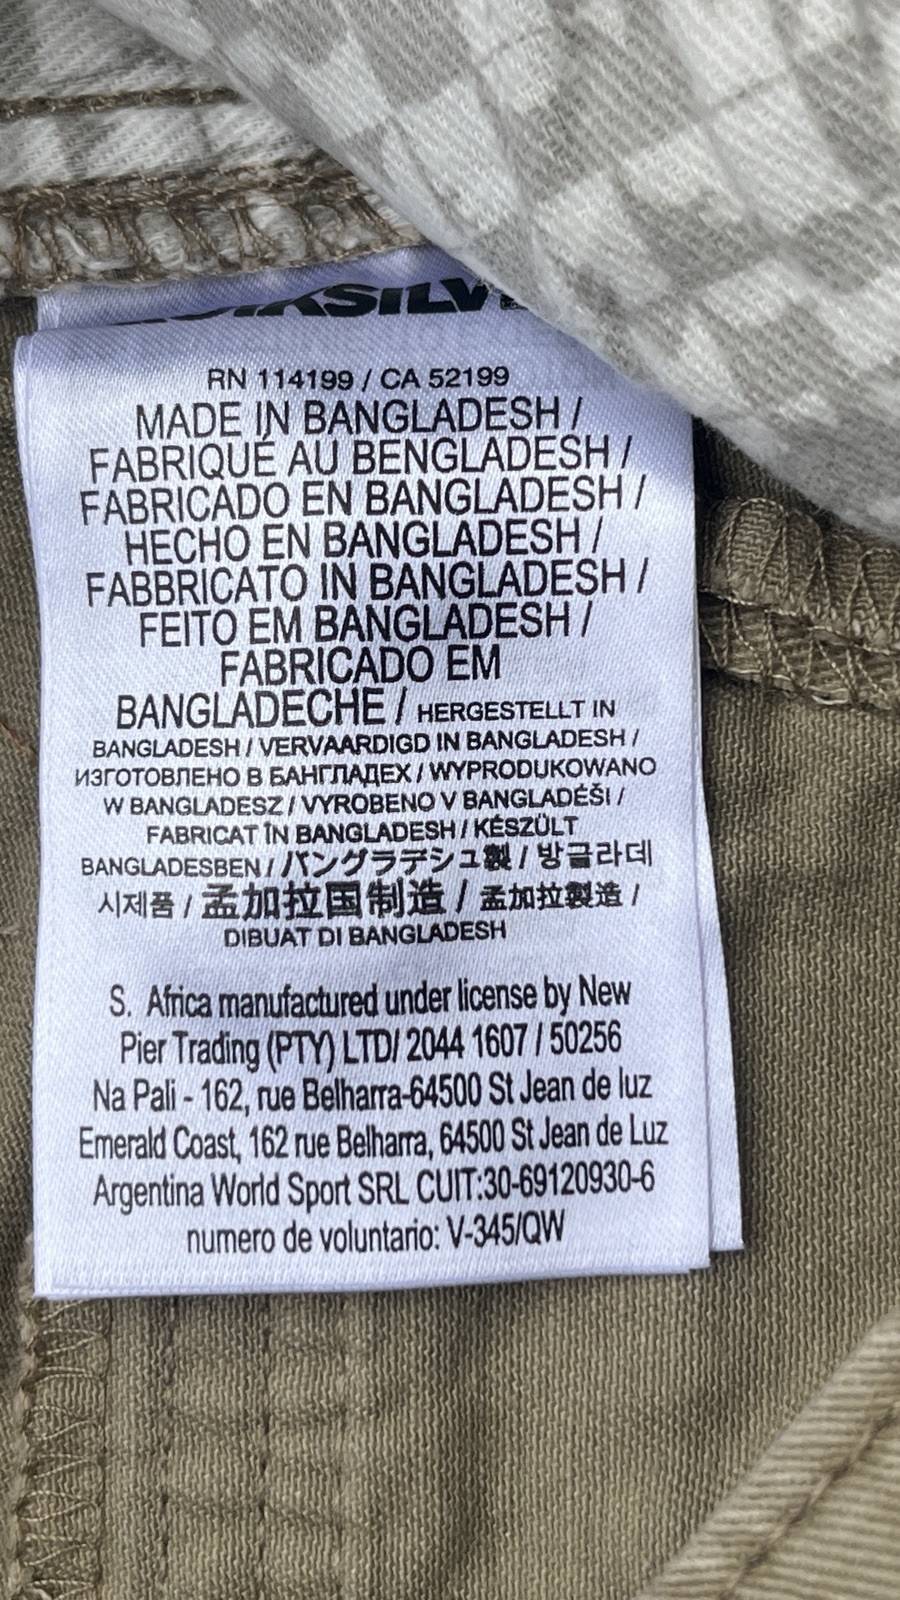 RN 114199 / CA 52199
MADE IN BANGLADESH /
FABRIQUÉ AU BENGLADESH /
FABRICADO EN BANGLADESH /
HECHO EN BANGLADESH /
FABBRICATO IN BANGLADESH /
FEITO EM BANGLADESH /
FABRICADO EM
BANGLADECHE / HERGESTELLT IN
BANGLADESH / VERVAARDIGD IN BANGLADESH /
ИЗГОТОВЛЕНО В БАНГЛАДЕХ / WYPRODUKOWANO
W BANGLADESZ / VYROBENO V BANGLADÉŠI /
FABRICAT ÎN BANGLADESH / KÉSZÜLT
BANGLADESBEN / バングラデシュ製 / 방글라데
시제품 / 孟加拉国制造 / 孟加拉製造 /
DIBUAT DI BANGLADESH
S. Africa manufactured under license by New
Pier Trading (PTY) LTD/ 2044 1607 / 50256
Na Pali - 162, rue Belharra-64500 St Jean de luz
Emerald Coast, 162 rue Belharra, 64500 St Jean de Luz
Argentina World Sport SRL CUIT:30-69120930-6
numero de voluntario: V-345/QW